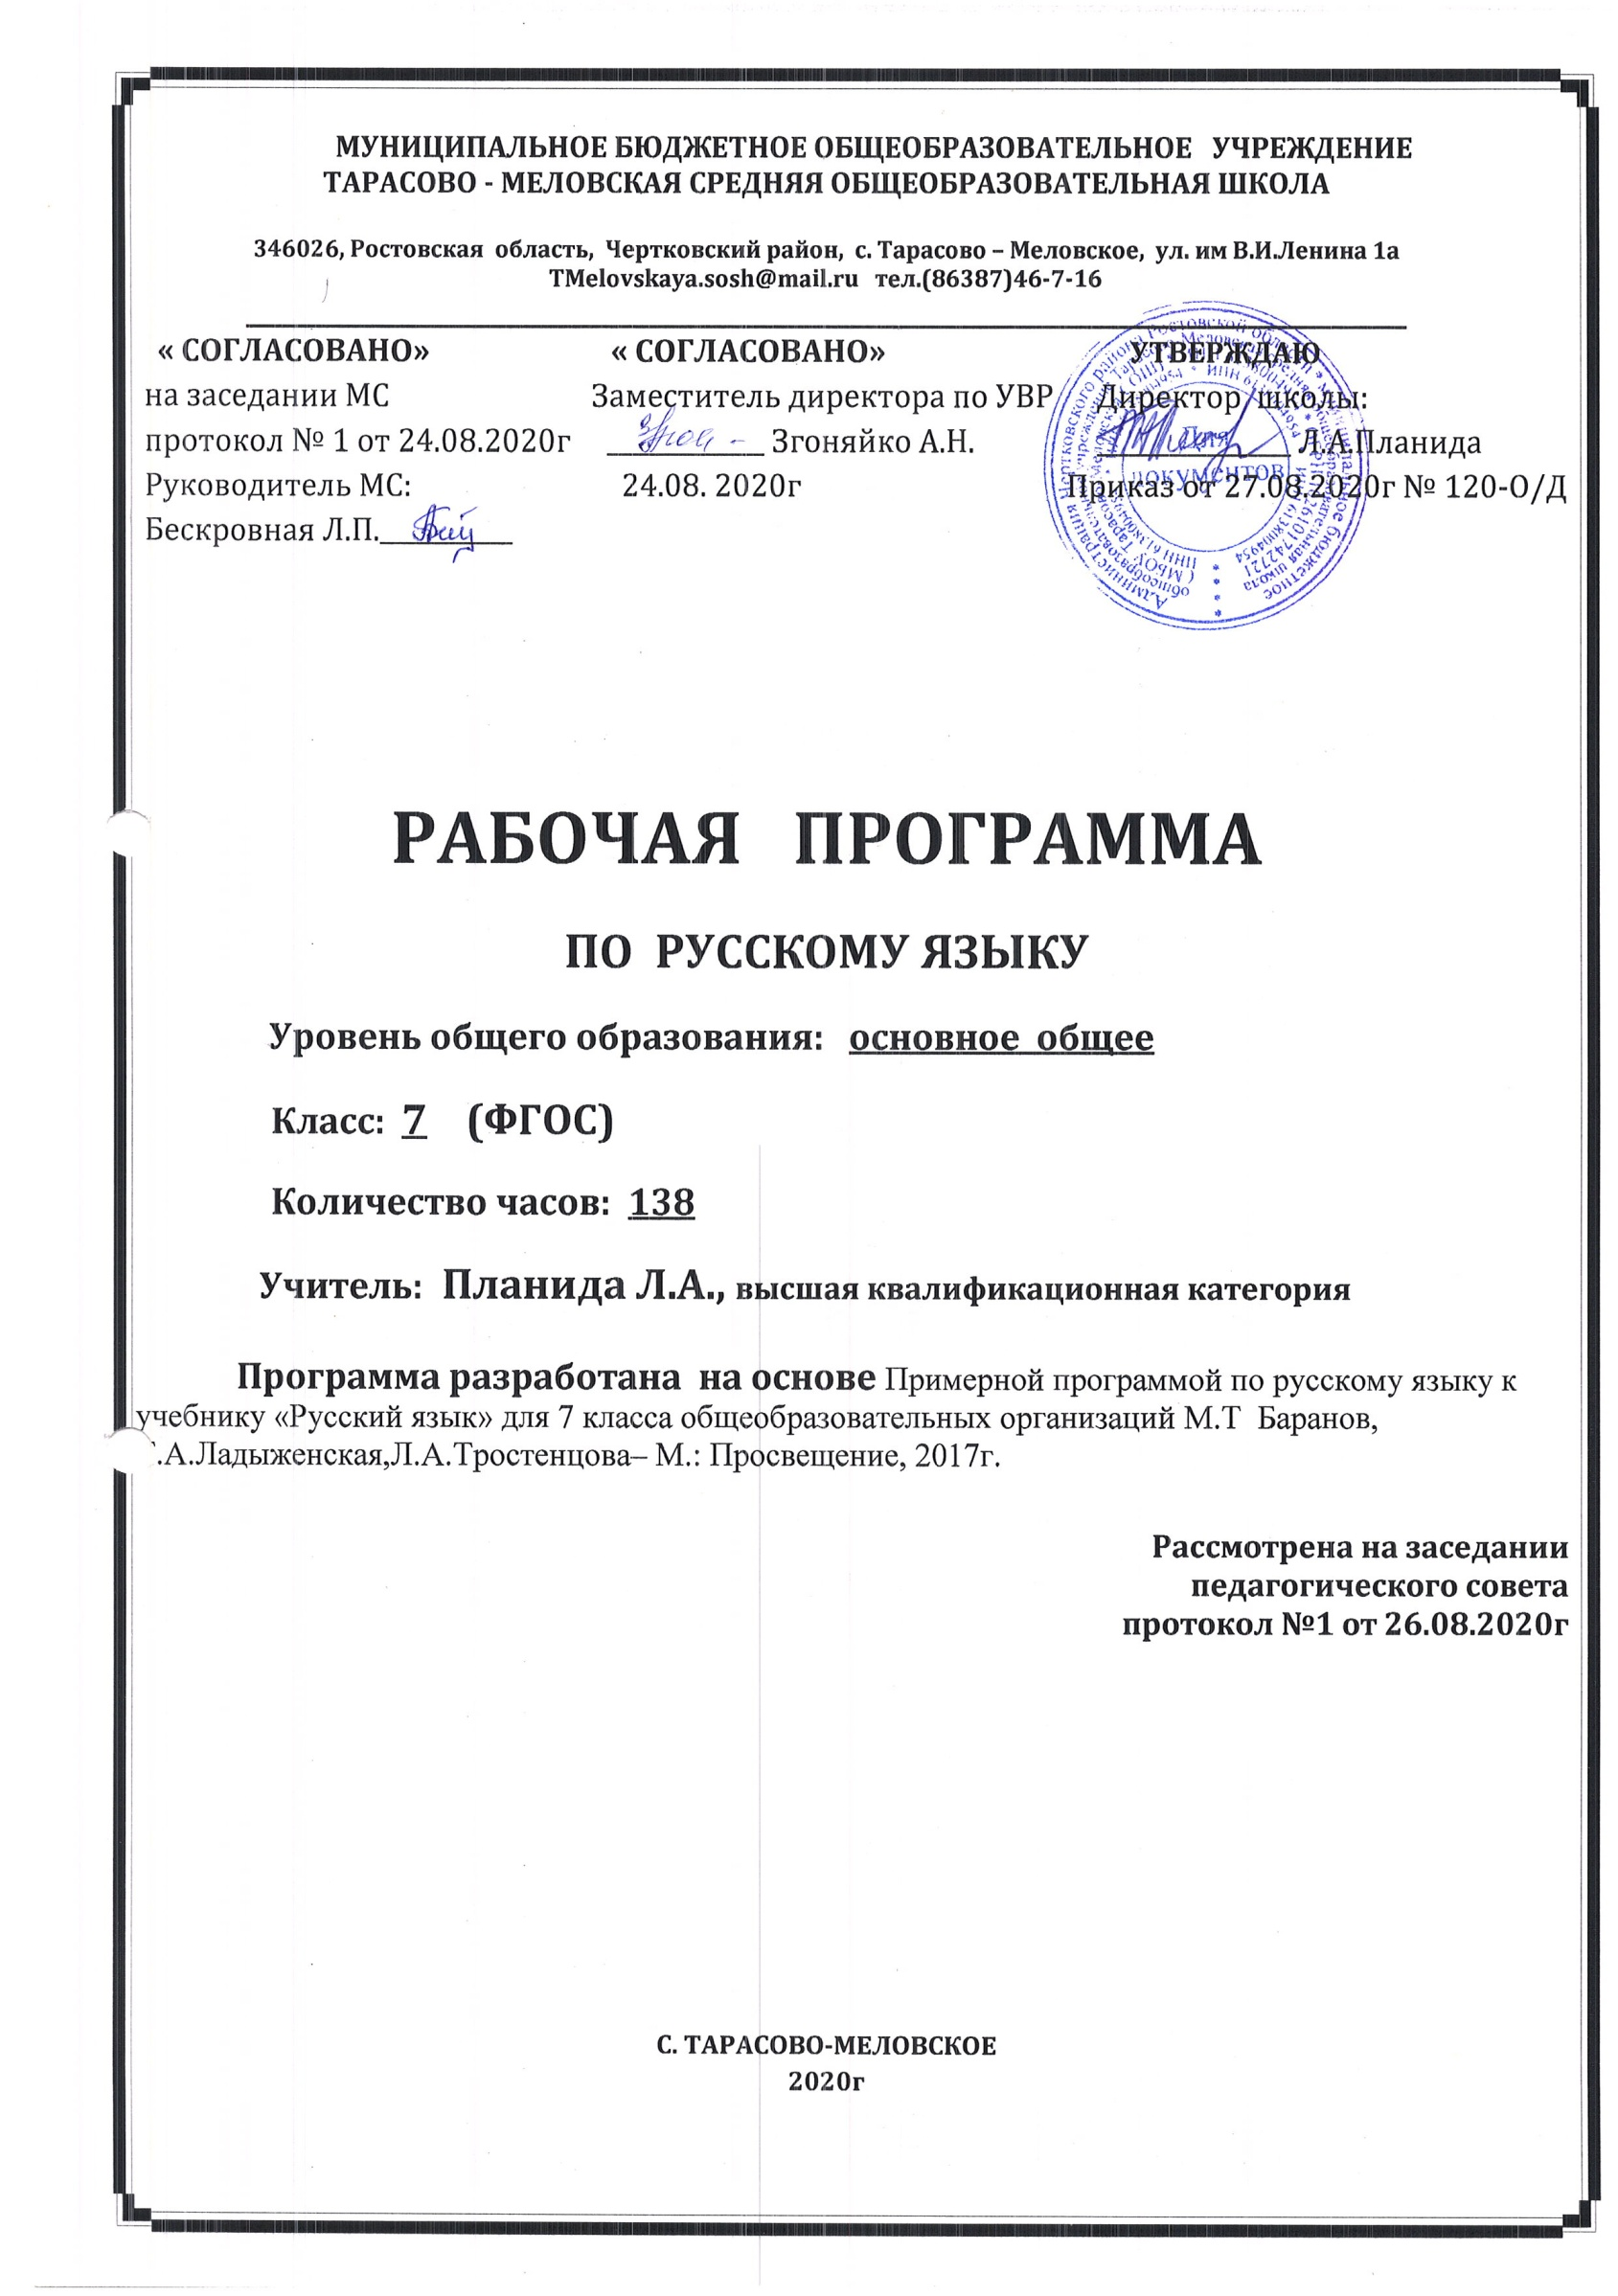 МУНИЦИПАЛЬНОЕ БЮДЖЕТНОЕ ОБЩЕОБРАЗОВАТЕЛЬНОЕ УЧРЕЖДЕНИЕ
ТАРАСОВО - МЕЛОВСКАЯ СРЕДНЯЯ ОБЩЕОБРАЗОВАТЕЛЬНАЯ ШКОЛА
346026, Ростовская область, Чертковский район, с. Тарасово – Меловское, ул. им В.И.Ленина 1а
TMelovskaya.sosh@mail.ru тел.(86387)46-7-16
« СОГЛАСОВАНО» « СОГЛАСОВАНО» УТВЕРЖДАЮ
на заседании МС Заместитель директора по УВР Директор школы:
протокол № 1 от 24.08.2020г Згоняйко А.Н. Л.А.Планида
Руководитель МС: 24.08. 2020г Приказ от 27.08.2020г № 120-О/Д
Бескровная Л.П.
Для
ДОКУМЕНТОВ
РАБОЧАЯ ПРОГРАММА
ПО РУССКОМУ ЯЗЫКУ
Уровень общего образования: основное общее
Класс: 7 (ФГОС)
Количество часов: 138
Учитель: Планида Л.А., высшая квалификационная категория
Программа разработана на основе Примерной программой по русскому языку к
учебнику «Русский язык» для 7 класса общеобразовательных организаций М.Т Баранов,
.А.Ладыженская,Л.А.Тростенцова– М.: Просвещение, 2017г.
Рассмотрена на заседании
педагогического совета
протокол №1 от 26.08.2020г
С. ТАРАСОВО-МЕЛОВСКОЕ
2020г